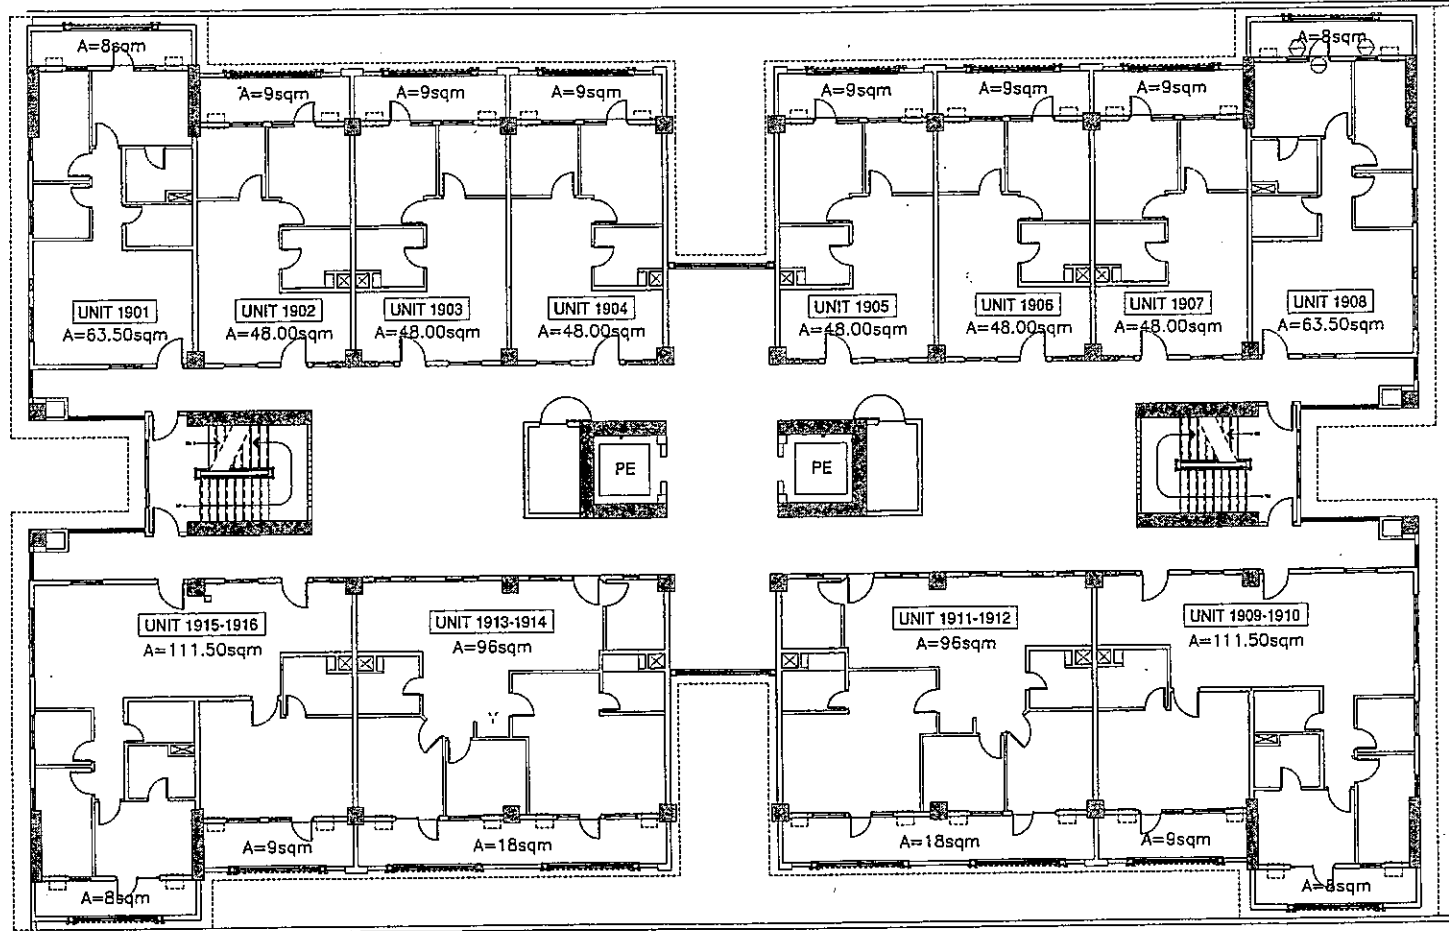 A=8sqm
A=8sqm
A=9sqm
A=9sqm
A=9sqm
A=9sqm
A=9sqm
A=9sqm
UNIT 1901
A=63.50sqm
UNIT 1902
A=48.00sqm
UNIT 1903
A=48.00sqm
UNIT 1904
A=48.00sqm
UNIT 1905
A=48.00sqm
UNIT 1906
A=48.00sqm
UNIT 1907
A=48.00sqm
UNIT 1908
A=63.50sqm
PE
PE
UNIT 1915-1916
A=111.50sqm
UNIT 1913-1914
A=96sqm
UNIT 1911-1912
A=96sqm
UNIT 1909-1910
A=111.50sqm
A=9sqm
A=18sqm
A=18sqm
A=9sqm
A=8sqm
A=8sqm